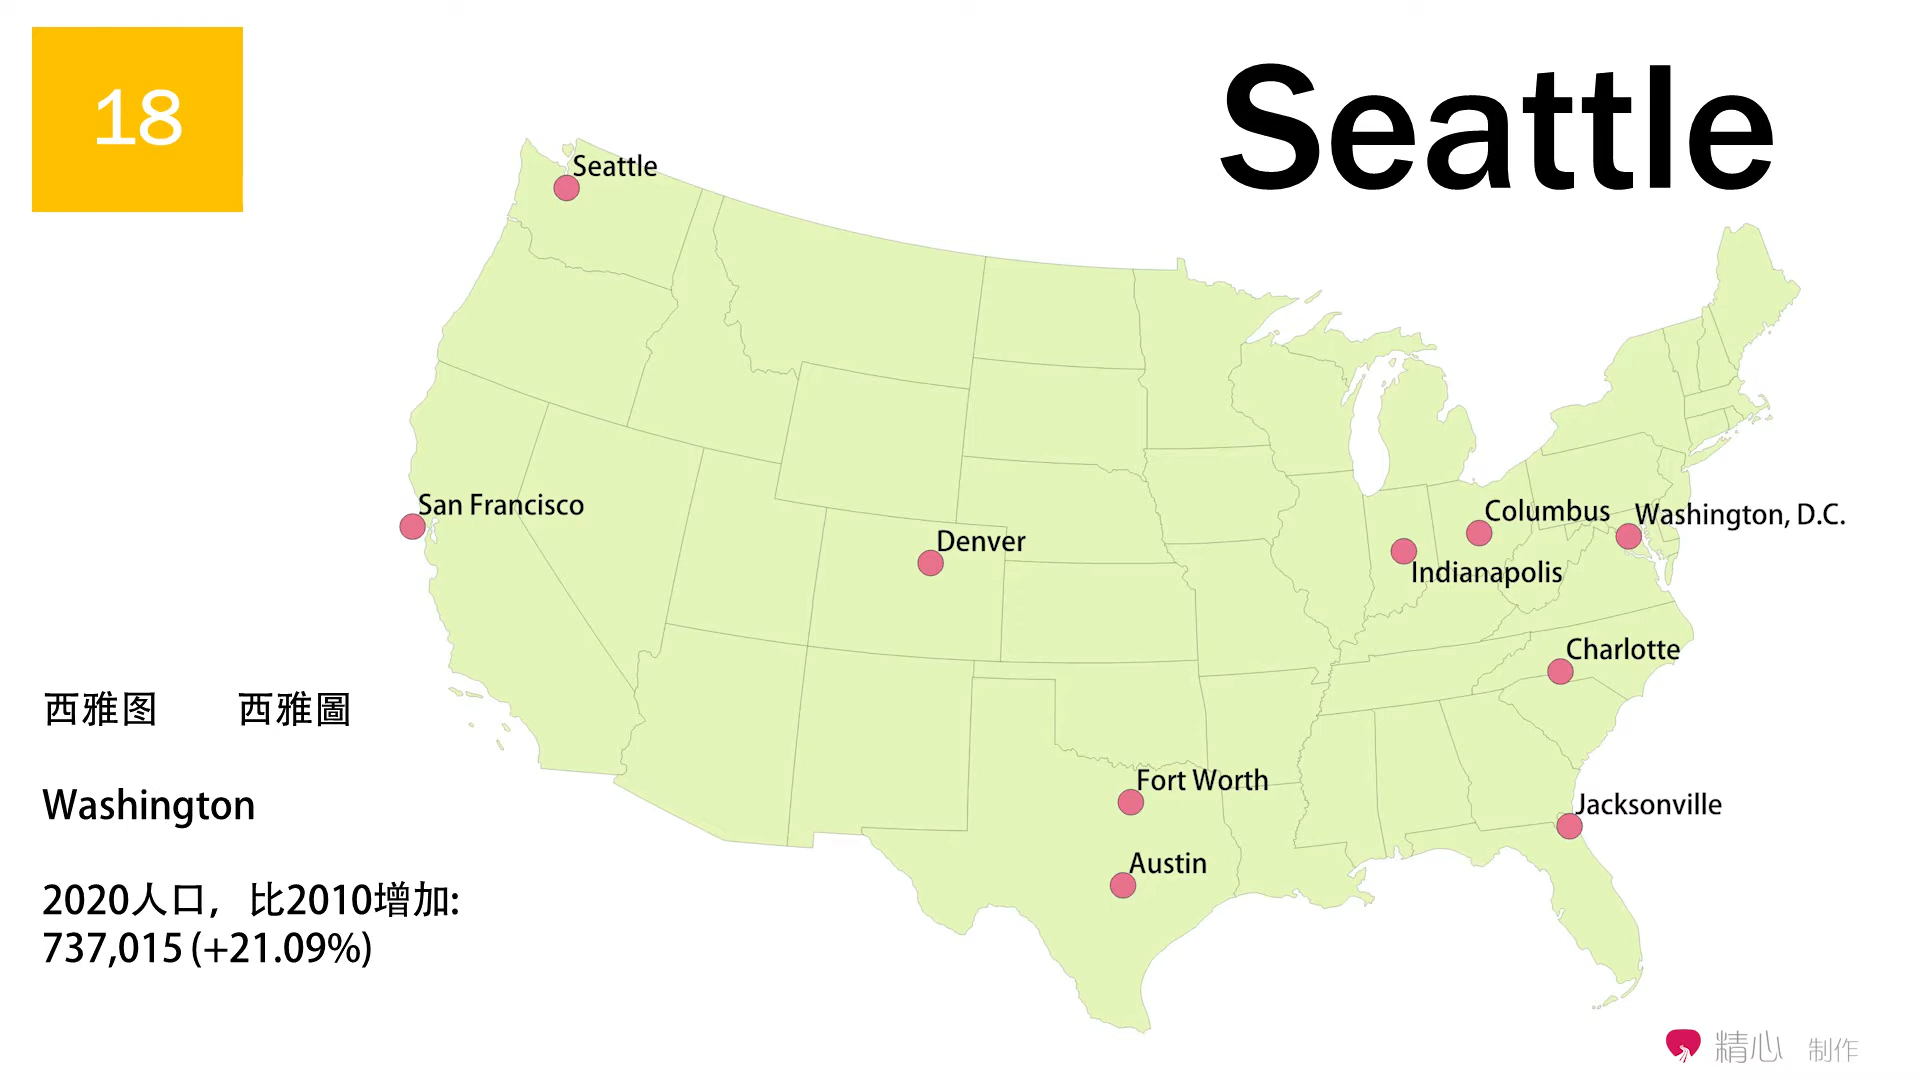 18
Seattle
Seattle
San Francisco
Denver
Columbus
Washington, D.C.
Indianapolis
Charlotte
Fort Worth
Jacksonville
Austin
西雅图 西雅圖
Washington
2020人口，比2010增加:
737,015 (+21.09%)
精心 制作